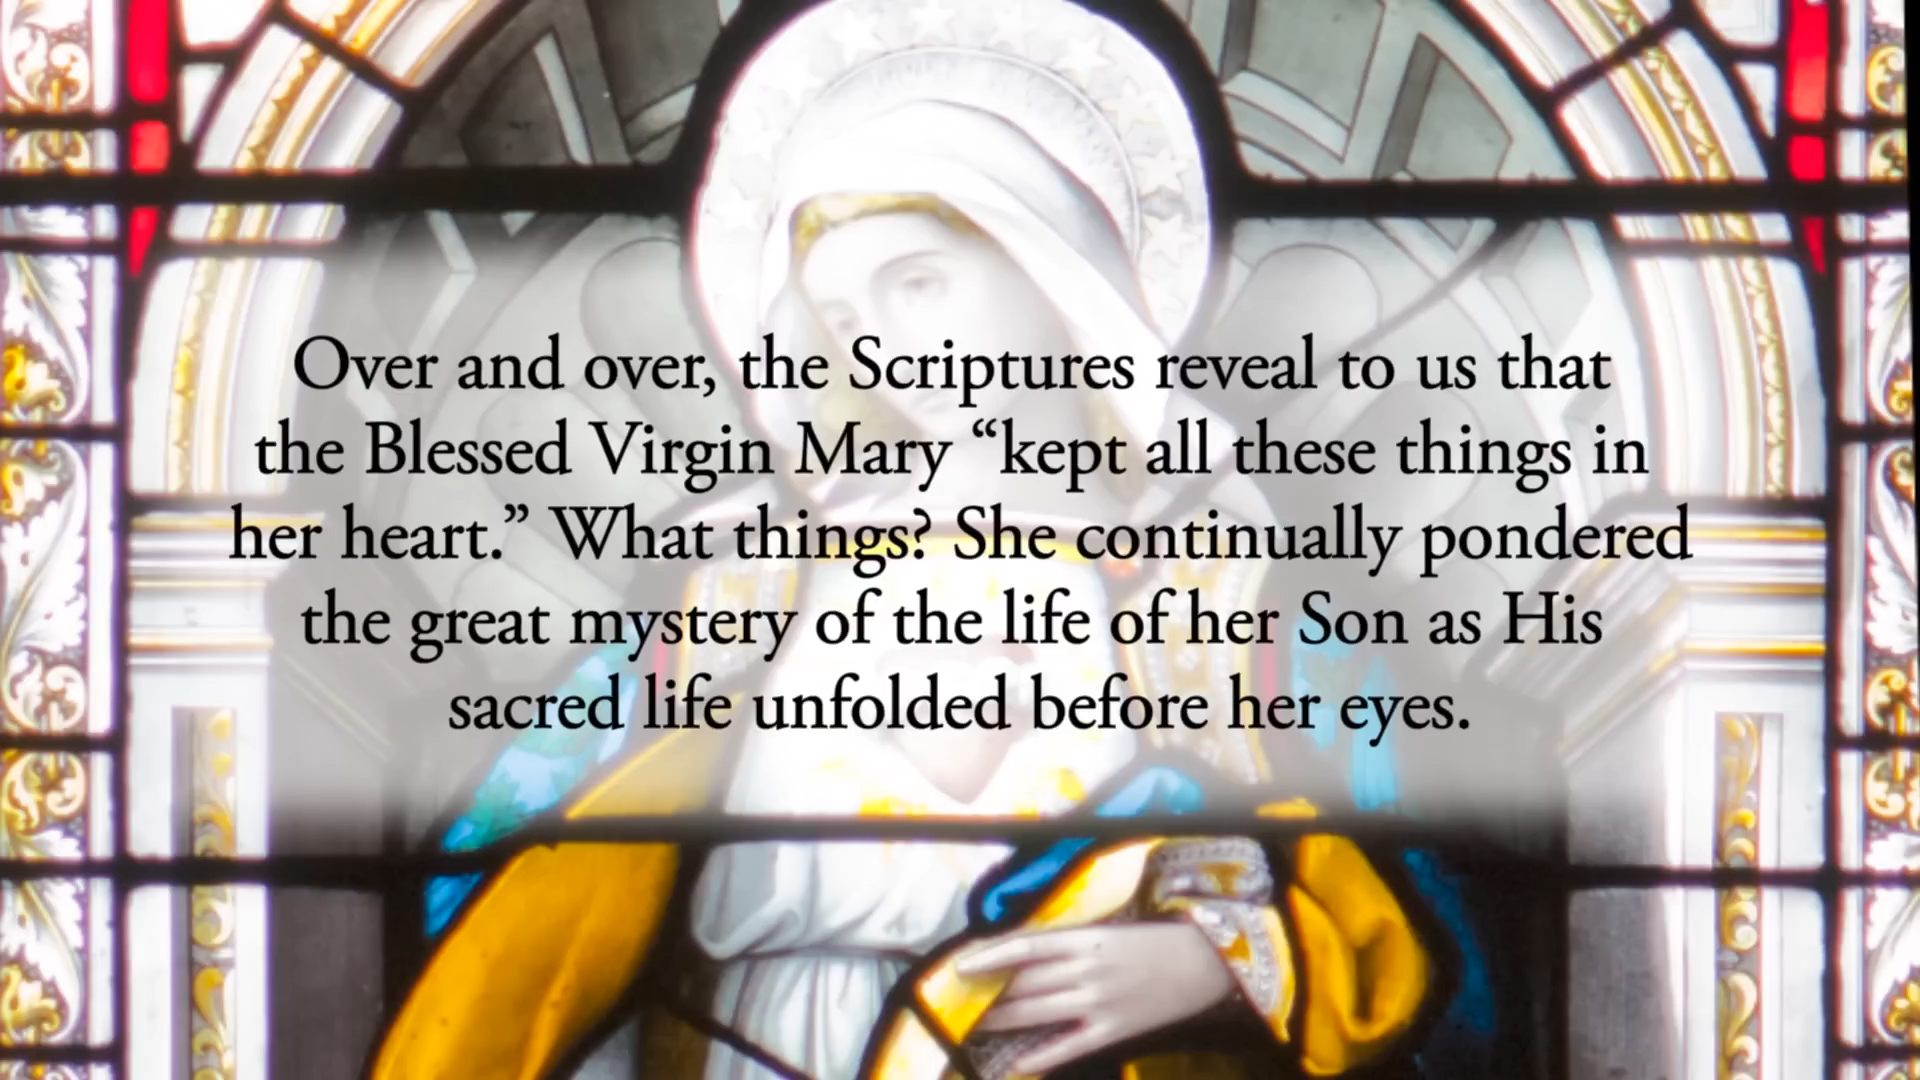 Over and over, the Scriptures reveal to us that
the Blessed Virgin Mary “kept all these things in
her heart.” What things? She continually pondered
the great mystery of the life of her Son as His
sacred life unfolded before her eyes.